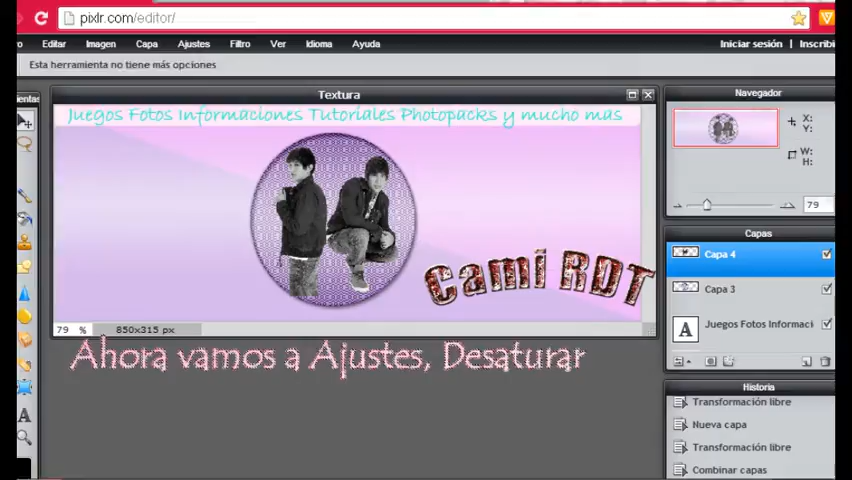 pixlr.com/editor/
Editar Imagen Capa Ajustes Filtro Ver Idioma Ayuda Iniciar sesión
Esta herramienta no tiene más opciones
Textura
Navegador
Juegos Fotos Informaciones Tutoriales Photopacks y mucho mas
X:
Y:
W:
H:
79
Capas
Capa 4
Cami RDT
Capa 3
A Juegos Fotos Informaci
79 % 850x315 px
Ahora vamos a Ajustes, Desaturar
Historia
Transformación libre
Nueva capa
Transformación libre
Combinar capas